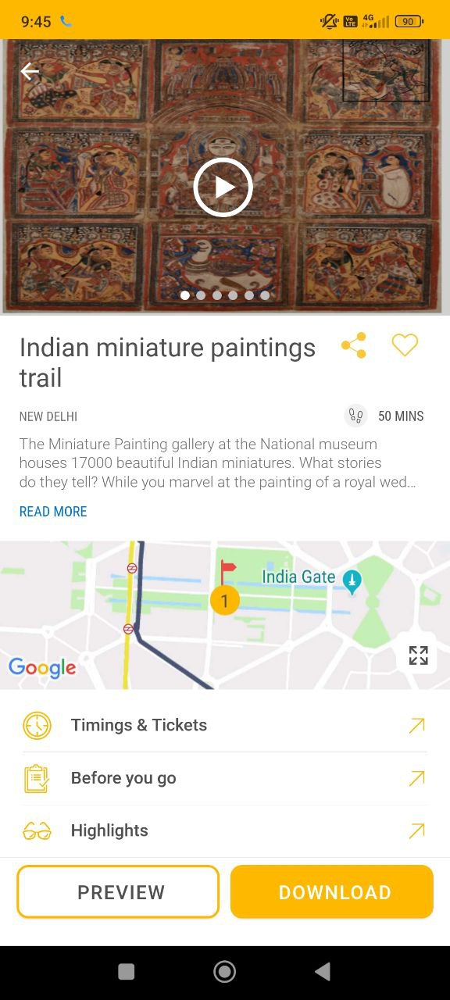 9:45
Vo
LTE
4G
90
Indian miniature paintings
trail
NEW DELHI
50 MINS
The Miniature Painting gallery at the National museum
houses 17000 beautiful Indian miniatures. What stories
do they tell? While you marvel at the painting of a royal wed...
READ MORE
India Gate
1
Google
Timings & Tickets
Before you go
Highlights
PREVIEW
DOWNLOAD